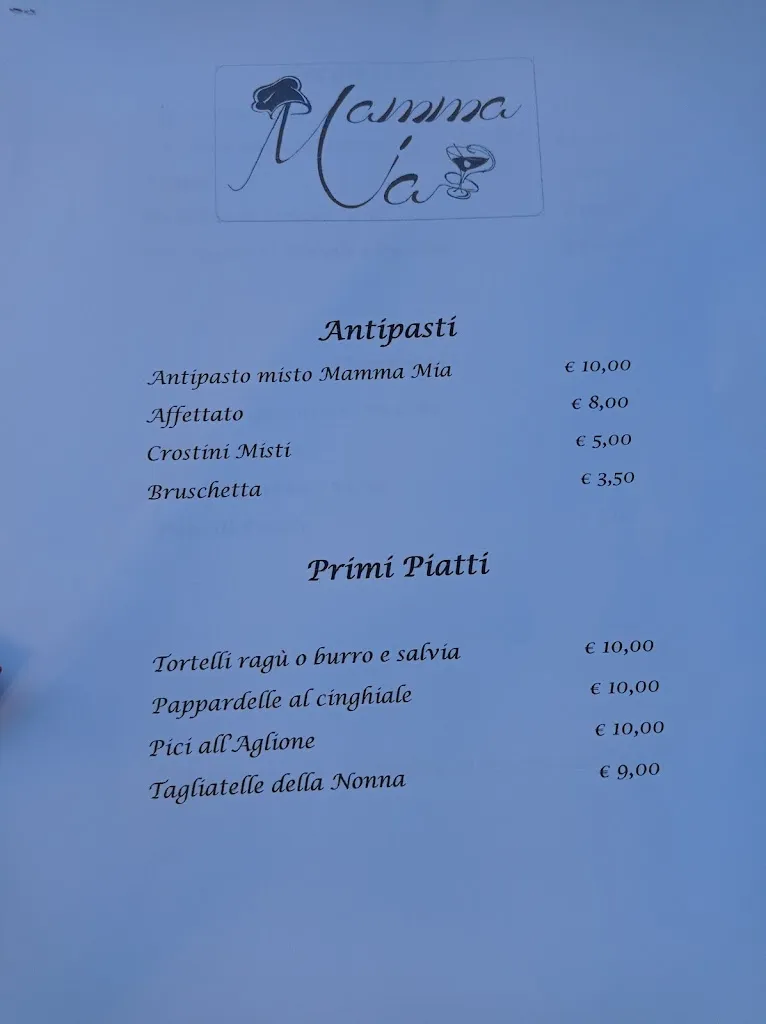 Mamma
Mia
Antipasti
Antipasto misto Mamma Mia € 10,00
Affettato € 8,00
Crostini Misti € 5,00
Bruschetta € 3,50
Primi Piatti
Tortelli ragù o burro e salvia € 10,00
Pappardelle al cinghiale € 10,00
Pici all'Aglione € 10,00
Tagliatelle della Nonna € 9,00